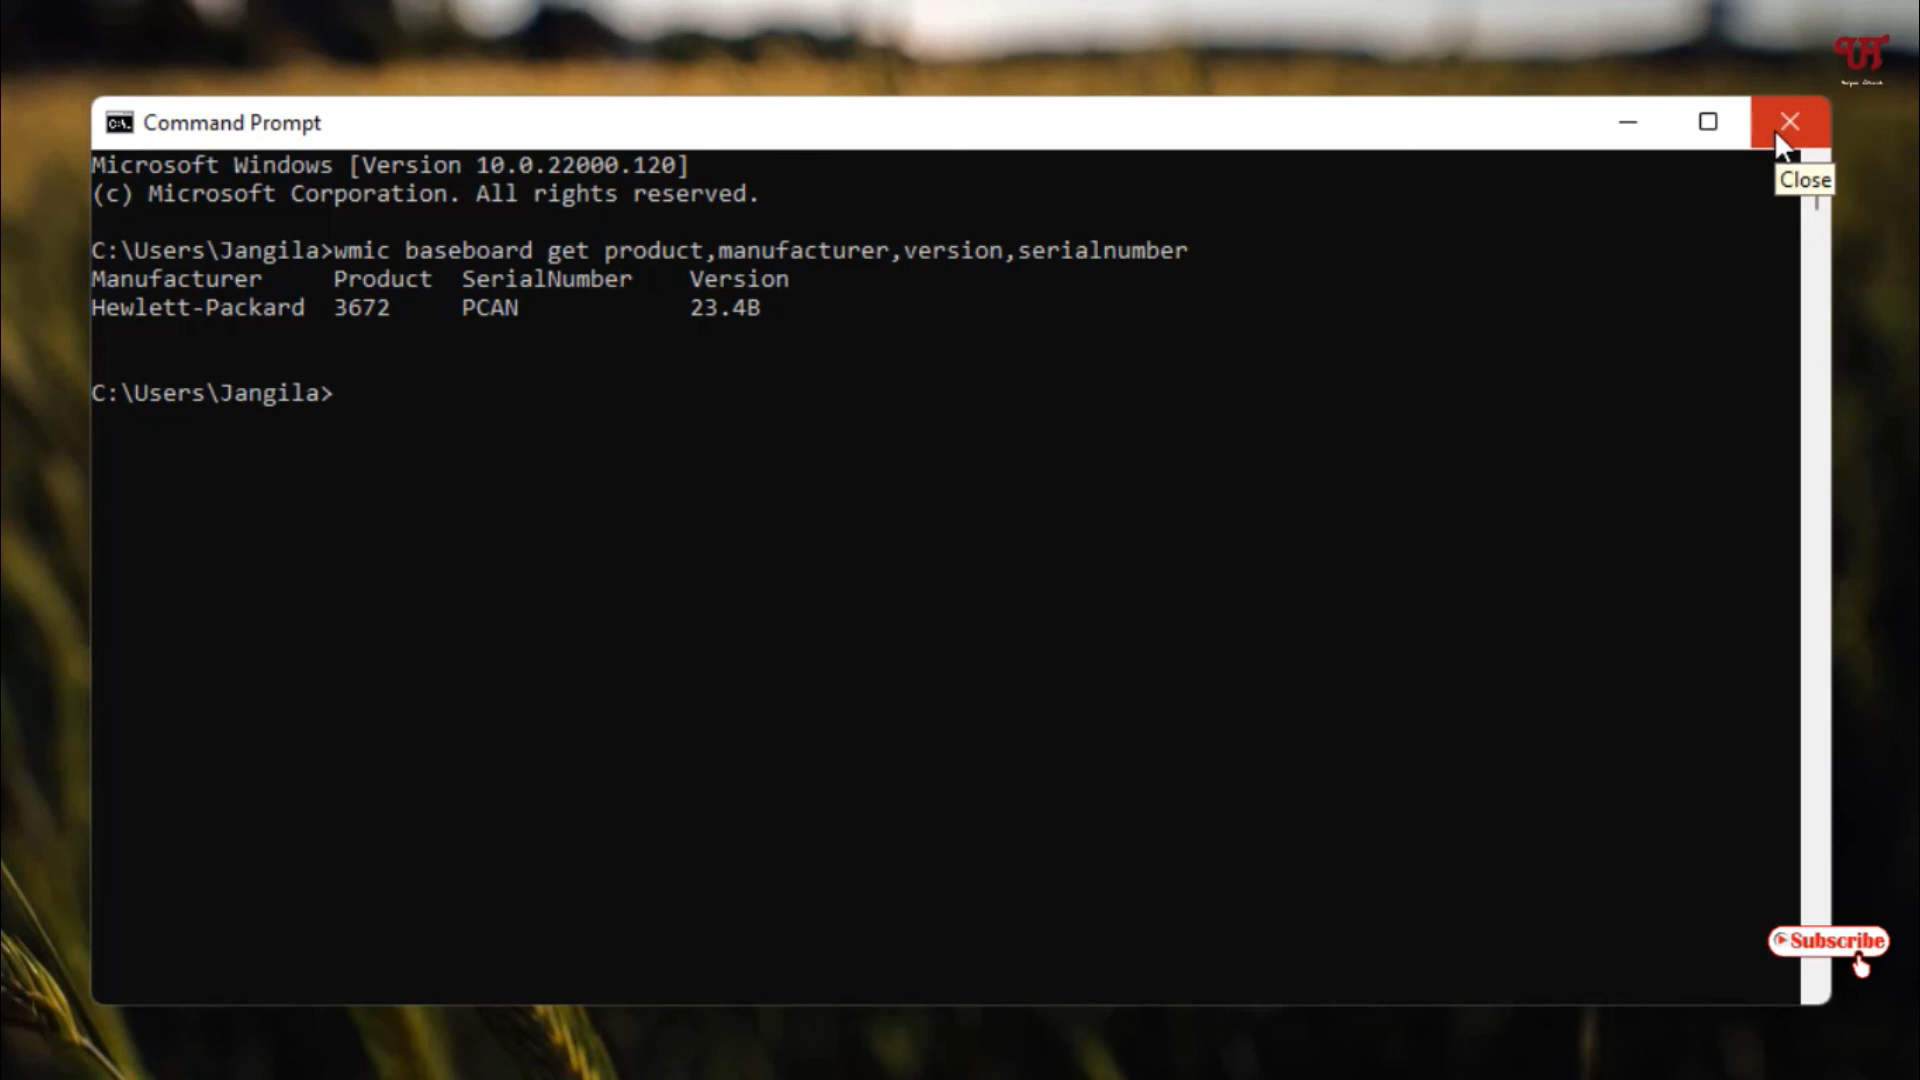 UT
Command Prompt
Close
Microsoft Windows [Version 10.0.22000.120]
(c) Microsoft Corporation. All rights reserved.
C:\Users\Jangila>wmic baseboard get product,manufacturer,version,serialnumber
Manufacturer Product SerialNumber Version
Hewlett-Packard 3672 PCAN 23.4B
C:\Users\Jangila>
Subscribe